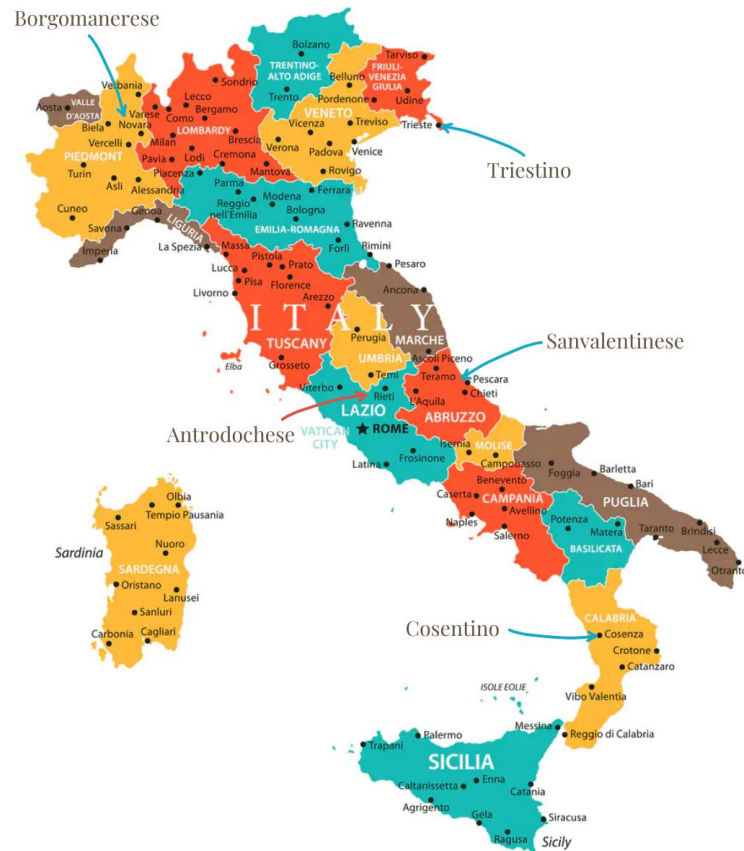 Borgomanerese
Bolzano
TRENTINO-
ALTO ADIGE
Trento
Tarviso
FRIULI-
VENEZIA
GIULIA
Udine
Belluno
Pordenone
Trieste
Triestino
Sondrio
Verbania
VALLE
D'AOSTA
Aosta
Varese
Como
Lecco
Bergamo
Biela
Novara
LOMBARDY
Milan
Brescia
Vercelli
PIEDMONT
Pavia
Lodi
Cremona
Mantova
VENETO
Vicenza
Treviso
Verona
Padova
Venice
Rovigo
Turin
Asli
Alessandria
Piacenza
Cuneo
Parma
Reggio
nell'Emilia
Modena
Ferrara
Bologna
EMILIA-ROMAGNA
Ravenna
Forlì
Rimini
Genoa
Savona
LIGURIA
Imperia
La Spezia
Massa
Pistola
Prato
Lucca
Pisa
Florence
Livorno
Arezzo
Pesaro
Ancona
ITALY
TUSCANY
Perugia
UMBRIA
MARCHE
Elba
Grosseto
Ascoli Piceno
Teramo
Sanvalentinese
Pescara
Chieti
Terni
Viterbo
Rieti
L'Aquila
ABRUZZO
LAZIO
Antrodochese
VATICAN
CITY
ROME
Latina
Frosinone
Isernia
MOLISE
Campobasso
Foggia
Barletta
Bari
PUGLIA
Benevento
Caserta
CAMPANIA
Avellino
Naples
Salerno
Potenza
Matera
BASILICATA
Taranto
Brindisi
Lecce
Otranto
Olbia
Tempio Pausania
Sassari
Sardinia
Nuoro
SARDEGNA
Oristano
Lanusei
Sanluri
Carbonia
Cagliari
CALABRIA
Cosentino
Cosenza
Crotone
Catanzaro
ISOLE EOLIE
Vibo Valentia
Messina
Reggio di Calabria
Palermo
Trapani
SICILIA
Enna
Caltanissetta
Catania
Agrigento
Gela
Siracusa
Ragusa
Sicily